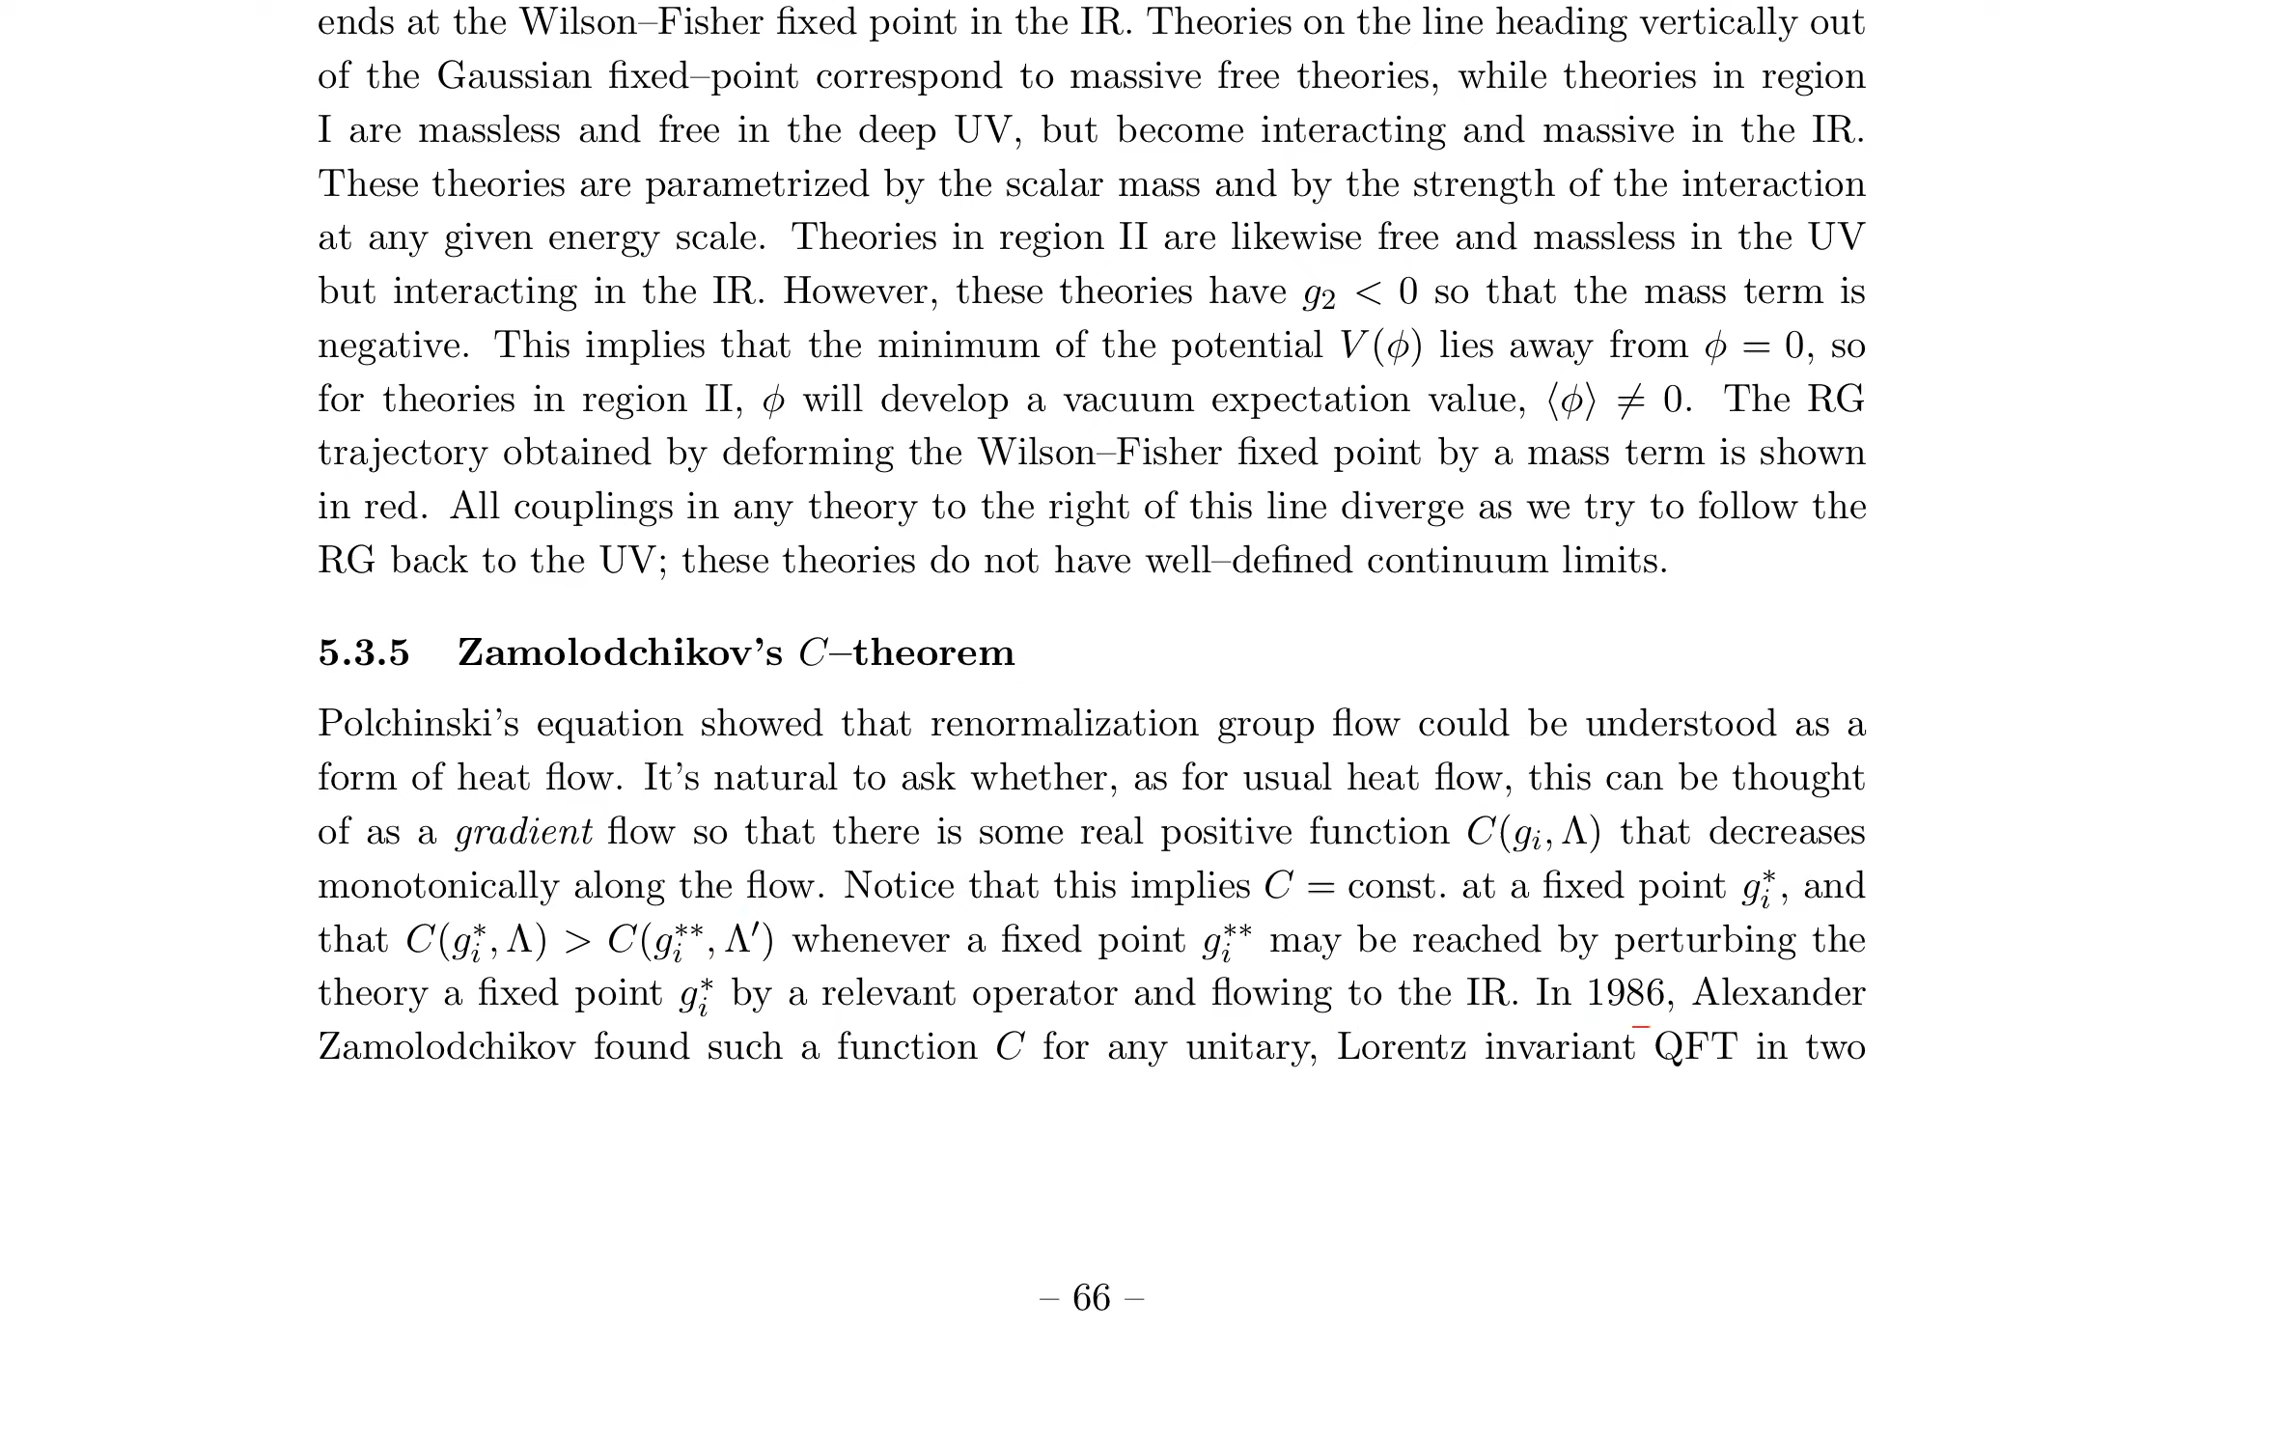 ends at the Wilson–Fisher fixed point in the IR. Theories on the line heading vertically out
of the Gaussian fixed–point correspond to massive free theories, while theories in region
I are massless and free in the deep UV, but become interacting and massive in the IR.
These theories are parametrized by the scalar mass and by the strength of the interaction
at any given energy scale. Theories in region II are likewise free and massless in the UV
but interacting in the IR. However, these theories have g₂ < 0 so that the mass term is
negative. This implies that the minimum of the potential V(ϕ) lies away from ϕ = 0, so
for theories in region II, ϕ will develop a vacuum expectation value, ⟨ϕ⟩ ≠ 0. The RG
trajectory obtained by deforming the Wilson–Fisher fixed point by a mass term is shown
in red. All couplings in any theory to the right of this line diverge as we try to follow the
RG back to the UV; these theories do not have well–defined continuum limits.
5.3.5 Zamolodchikov's C–theorem
Polchinski's equation showed that renormalization group flow could be understood as a
form of heat flow. It's natural to ask whether, as for usual heat flow, this can be thought
of as a gradient flow so that there is some real positive function C(gᵢ, Λ) that decreases
monotonically along the flow. Notice that this implies C = const. at a fixed point gᵢ*, and
that C(gᵢ*, Λ) > C(gᵢ**, Λ′) whenever a fixed point gᵢ** may be reached by perturbing the
theory a fixed point gᵢ* by a relevant operator and flowing to the IR. In 1986, Alexander
Zamolodchikov found such a function C for any unitary, Lorentz invariant QFT in two
– 66 –